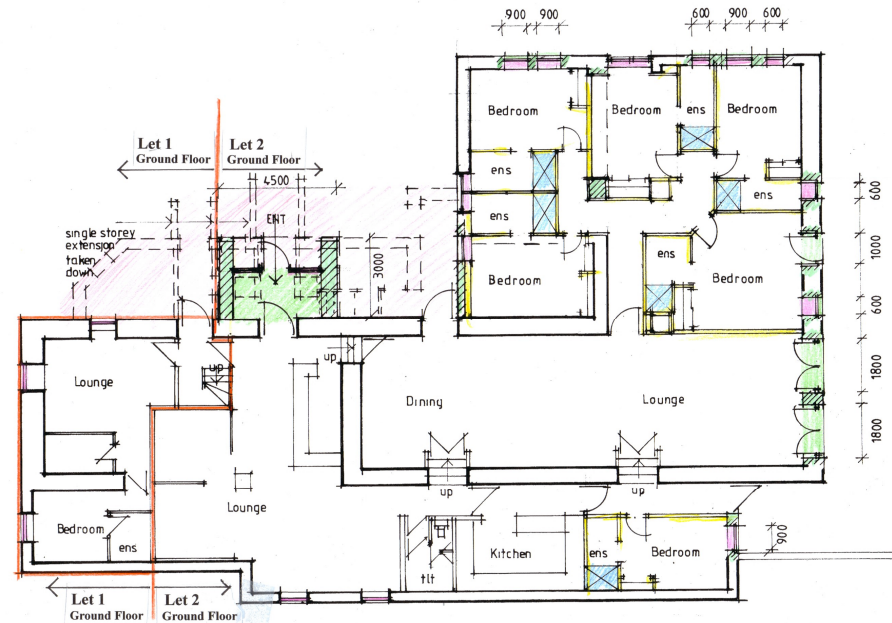 900 900
600 900 600
Bedroom
Bedroom
ens
Bedroom
Let 1
Ground Floor
Let 2
Ground Floor
4500
ens
ens
600
ENT
ens
single storey
extension
taken
down
3000
1000
ens
Bedroom
Bedroom
600
up
up
Lounge
Dining
Lounge
1800
1800
up
up
Lounge
Bedroom
ens
Kitchen
ens
Bedroom
900
tlt
Let 1
Ground Floor
Let 2
Ground Floor